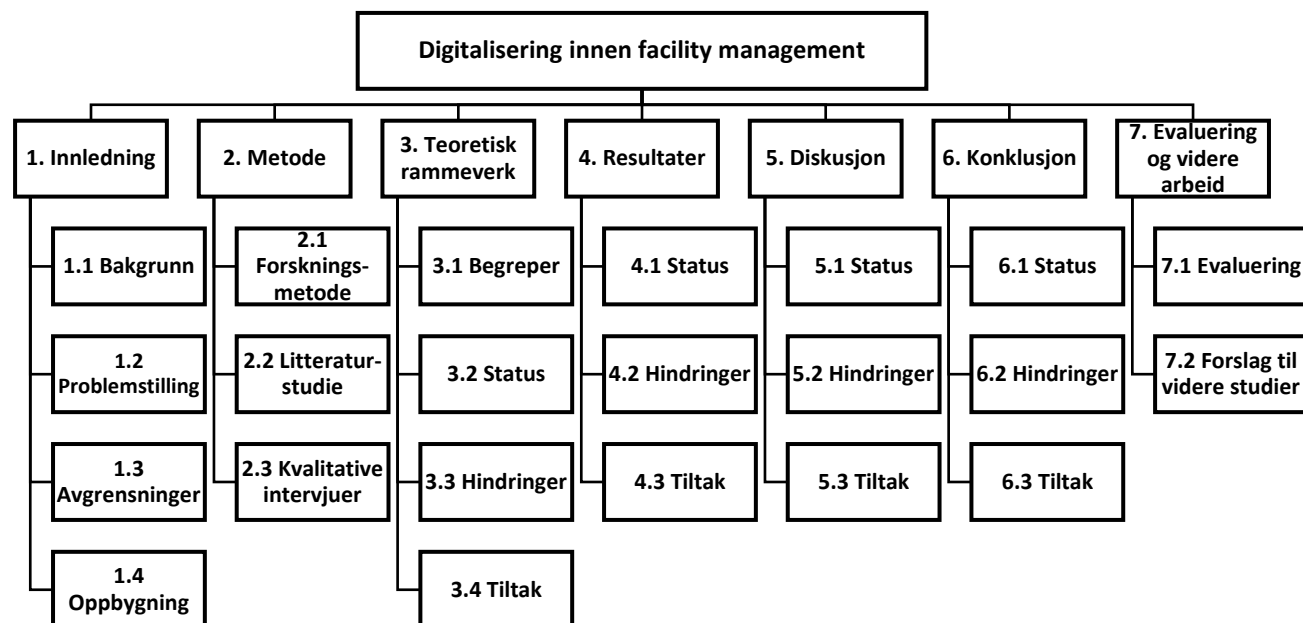 Digitalisering innen facility management
1. Innledning
2. Metode
3. Teoretisk
rammeverk
4. Resultater
5. Diskusjon
6. Konklusjon
7. Evaluering
og videre
arbeid
1.1 Bakgrunn
1.2
Problemstilling
1.3
Avgrensninger
1.4
Oppbygning
2.1
Forsknings-
metode
2.2 Litteratur-
studie
2.3 Kvalitative
intervjuer
3.1 Begreper
3.2 Status
3.3 Hindringer
3.4 Tiltak
4.1 Status
4.2 Hindringer
4.3 Tiltak
5.1 Status
5.2 Hindringer
5.3 Tiltak
6.1 Status
6.2 Hindringer
6.3 Tiltak
7.1 Evaluering
7.2 Forslag til
videre studier